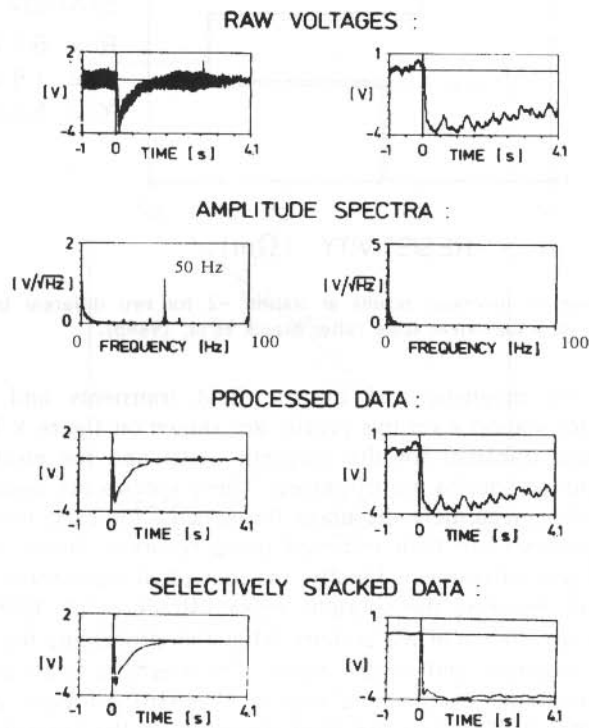 RAW VOLTAGES :
2 1
[V] [V]
-4 -4
-1 0 4.1 -1 0 4.1
TIME [s] TIME [s]
AMPLITUDE SPECTRA :
2 5
[V/√Hz] 50 Hz [V/√Hz]
0 0
0 100 0 100
FREQUENCY [Hz] FREQUENCY [Hz]
PROCESSED DATA :
2 1
[V] [V]
-4 -4
-1 0 4.1 -1 0 4.1
TIME [s] TIME [s]
SELECTIVELY STACKED DATA :
2 1
[V] [V]
-4 -4
-1 0 4.1 -1 0 4.1
TIME [s] TIME [s]